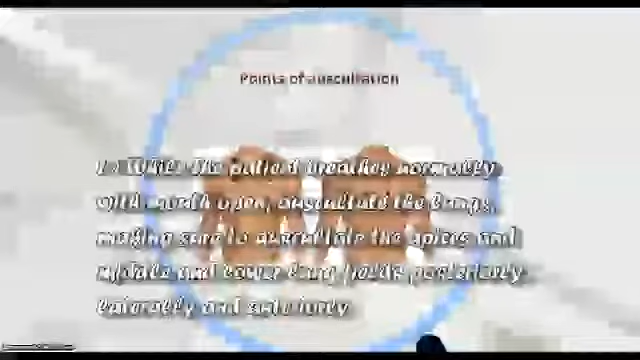 Points of auscultation
1. While the patient breathes normally
with mouth open, auscultate the lungs,
making sure to auscultate the apices and
middle and lower lung fields posteriorly
laterally and anteriorly